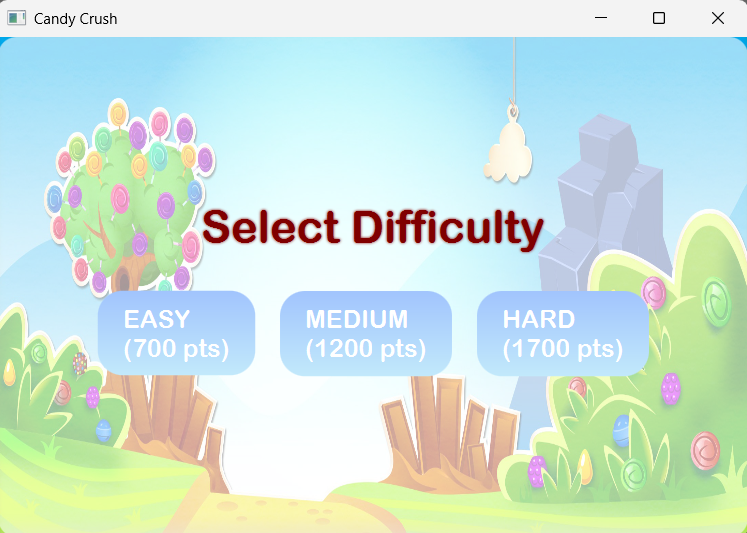 Candy Crush
Select Difficulty
EASY
(700 pts)
MEDIUM
(1200 pts)
HARD
(1700 pts)